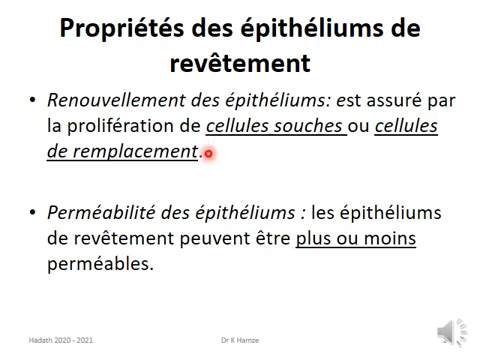 Propriétés des épithéliums de
revêtement
• Renouvellement des épithéliums: est assuré par
la prolifération de cellules souches ou cellules
de remplacement.
• Perméabilité des épithéliums : les épithéliums
de revêtement peuvent être plus ou moins
perméables.
Hadath 2020 - 2021 Dr K Hamze